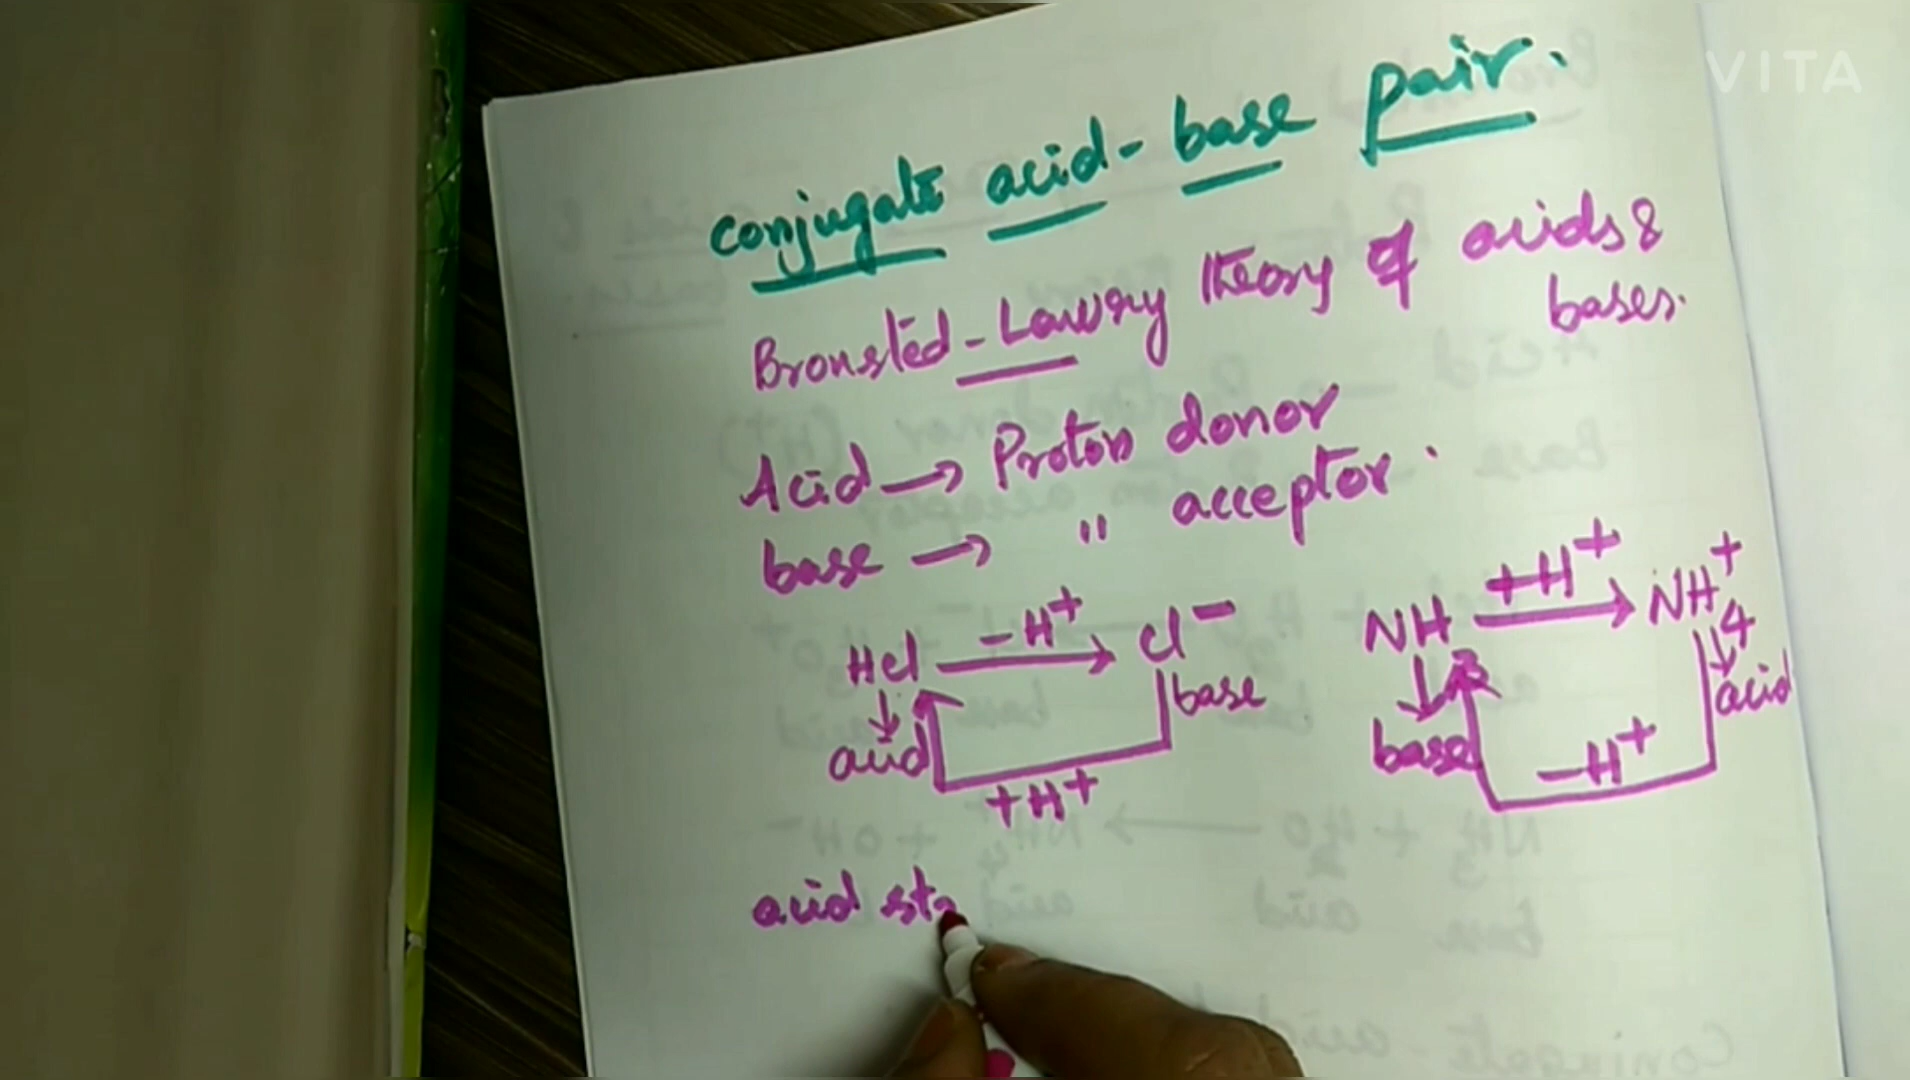 VITA
conjugate acid-base pair.
Bronsted-Lowry theory of acids &
bases.
Acid → Proton donor
base → " acceptor.
HCl -H⁺ → Cl⁻
acid base
+H⁺
NH₃ +H⁺ → NH₄⁺
base acid
-H⁺
acid st